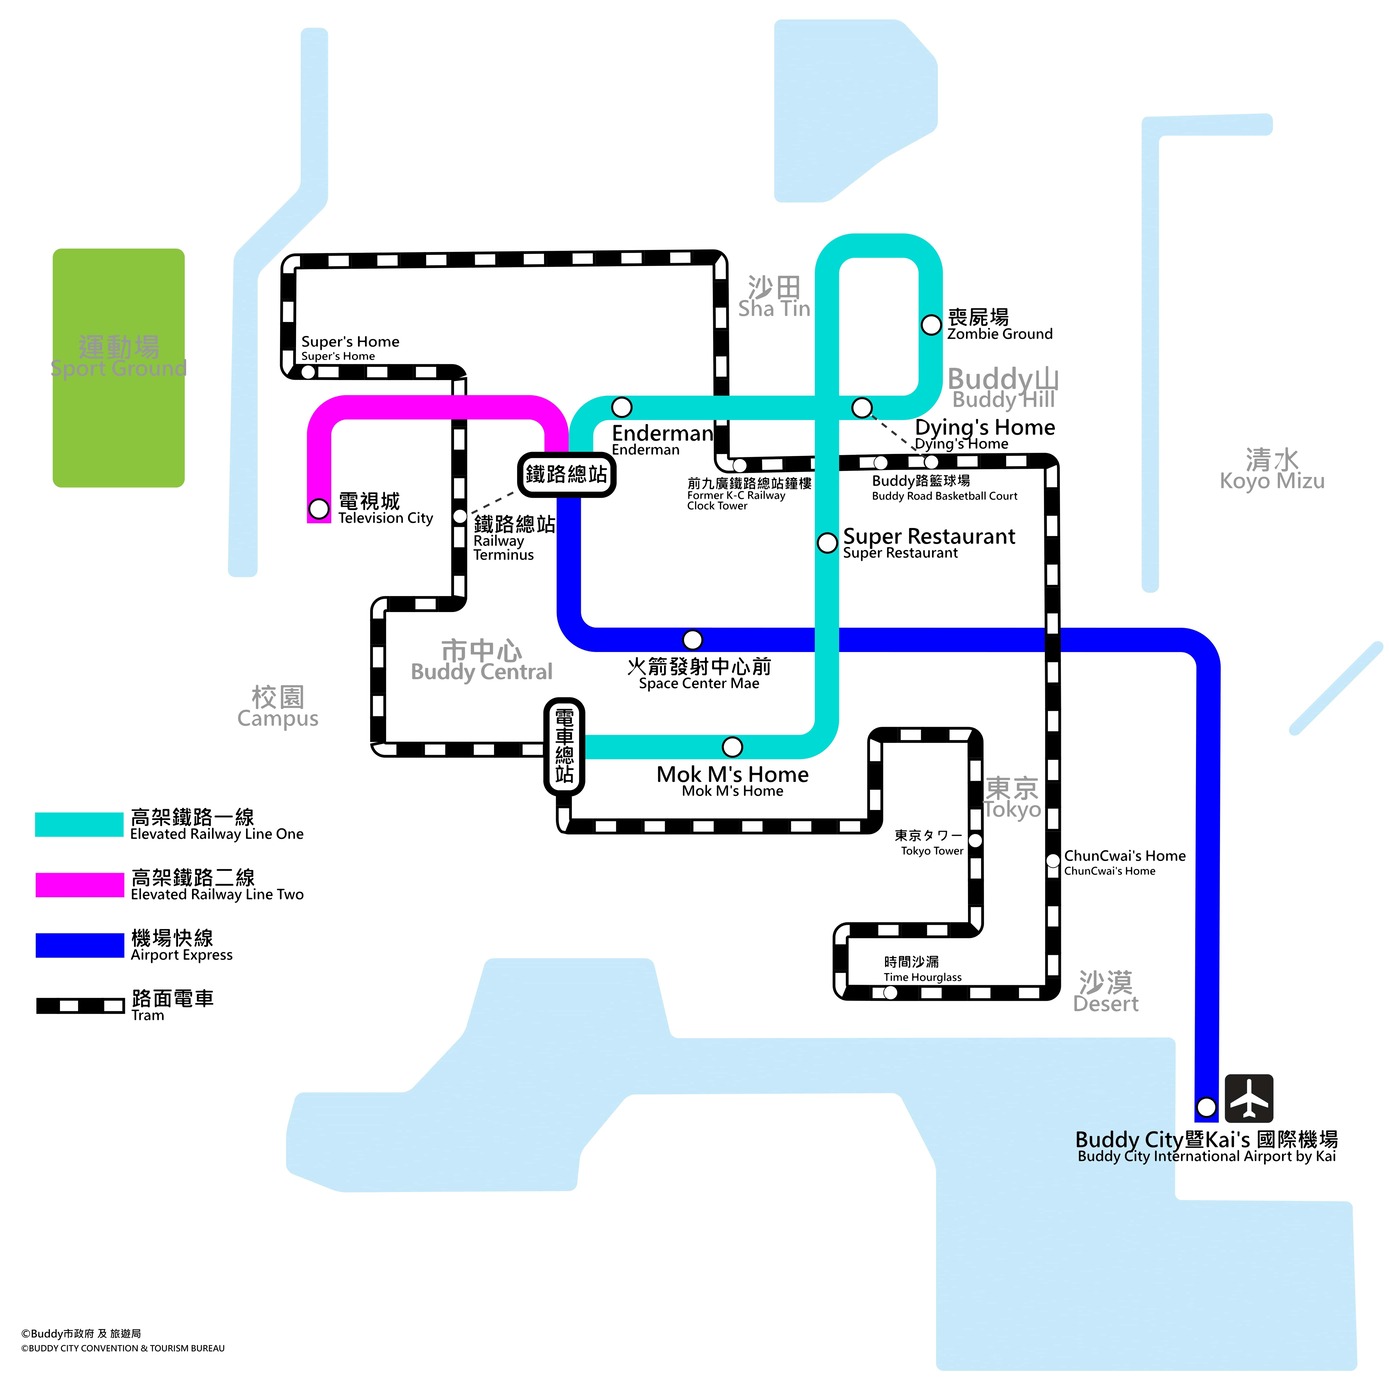 沙田
Sha Tin
喪屍場
Zombie Ground
運動場
Sport Ground
Super's Home
Super's Home
Buddy山
Buddy Hill
Enderman
Enderman
Dying's Home
Dying's Home
鐵路總站
前九廣鐵路總站鐘樓
Former K-C Railway
Clock Tower
Buddy路籃球場
Buddy Road Basketball Court
清水
Koyo Mizu
電視城
Television City
鐵路總站
Railway
Terminus
Super Restaurant
Super Restaurant
市中心
Buddy Central
火箭發射中心前
Space Center Mae
校園
Campus
電車總站
Mok M's Home
Mok M's Home
東京
Tokyo
東京タワー
Tokyo Tower
ChunCwai's Home
ChunCwai's Home
高架鐵路一線
Elevated Railway Line One
高架鐵路二線
Elevated Railway Line Two
機場快線
Airport Express
路面電車
Tram
時間沙漏
Time Hourglass
沙漠
Desert
Buddy City暨Kai's 國際機場
Buddy City International Airport by Kai
©Buddy市政府 及 旅遊局
©BUDDY CITY CONVENTION & TOURISM BUREAU